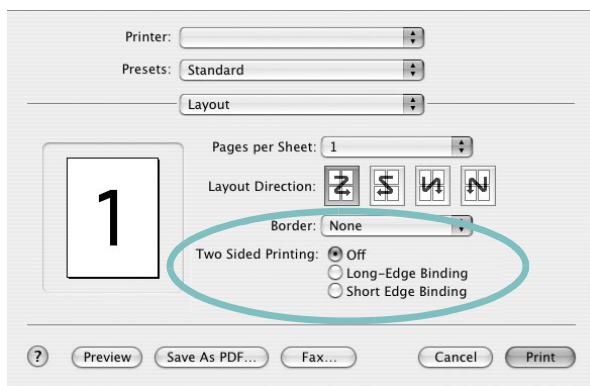 Printer:
Presets: Standard
Layout
Pages per Sheet: 1
Layout Direction:
Border: None
Two Sided Printing: Off
Long-Edge Binding
Short Edge Binding
1
? Preview Save As PDF... Fax... Cancel Print